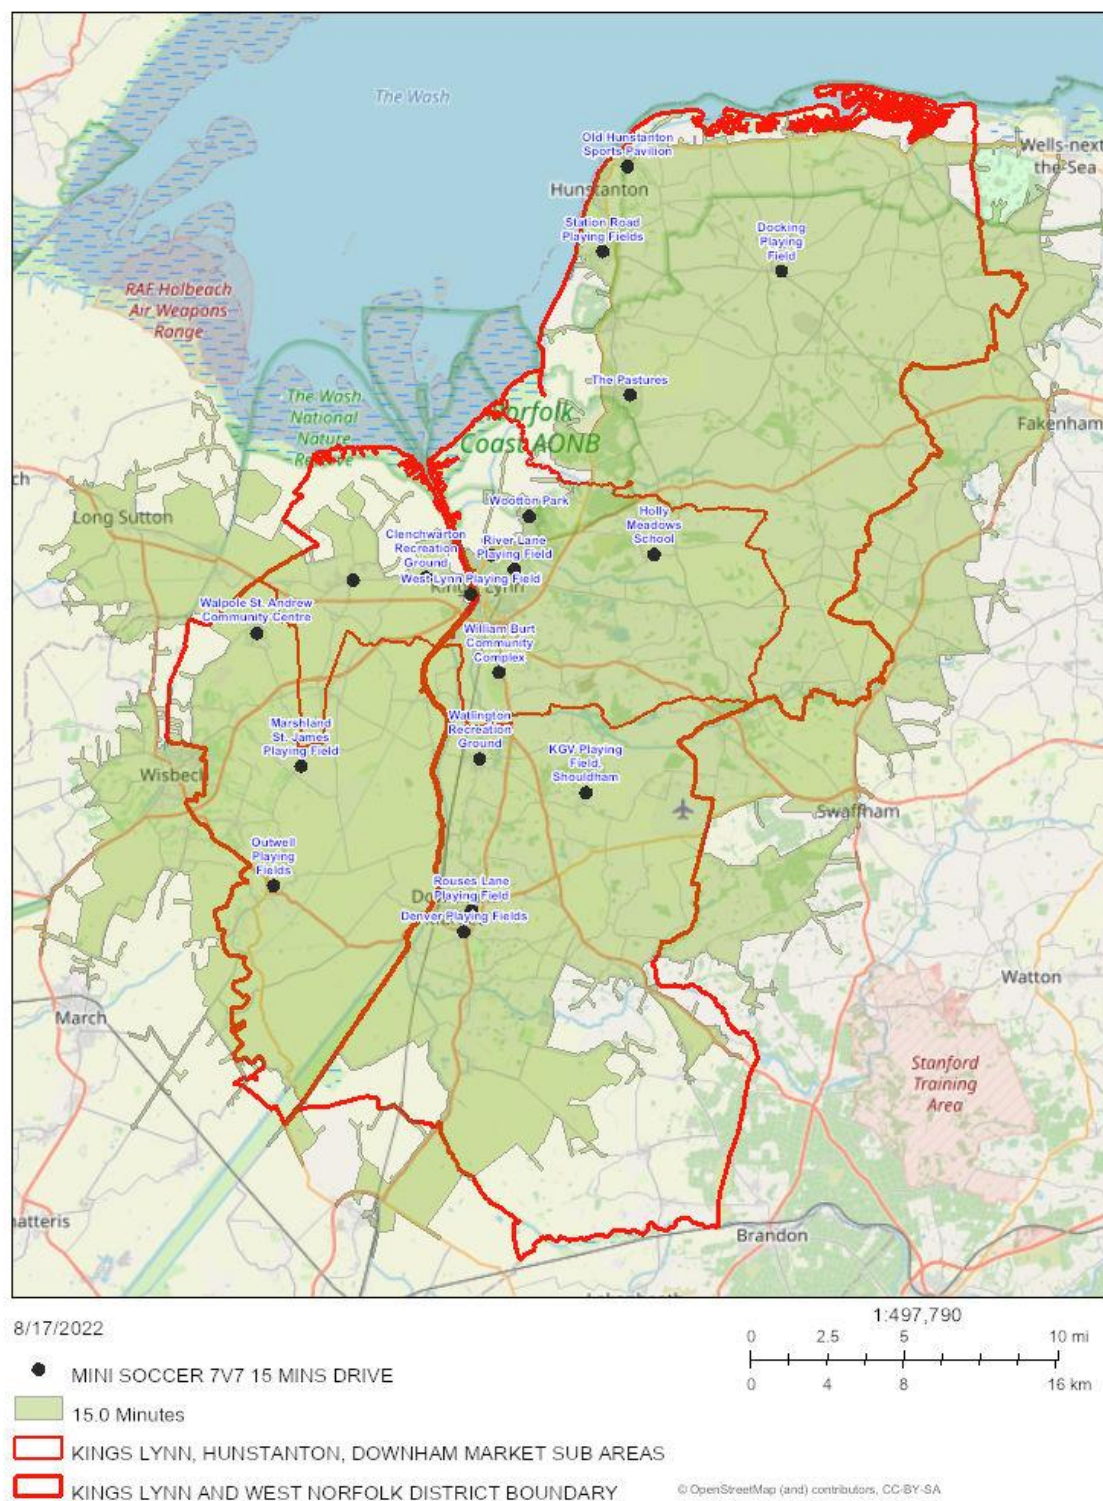 The Wash
Old Hunstanton
Sports Pavilion
Wells-next
the-Sea
Hunstanton
Station Road
Playing Fields
Docking
Playing
Field
RAF Holbeach
Air Weapons
Range
The Pastures
The Wash
National
Nature
Norfolk
Coast AONB
Fakenham
ch
Long Sutton
Wootton Park
Holly
Meadows
School
Clenchwarton
Recreation
Ground
River Lane
Playing Field
West Lynn Playing Field
Walpole St. Andrew
Community Centre
William Burt
Community
Complex
Marshland
St. James
Playing Field
Watlington
Recreation
Ground
KGV Playing
Field,
Shouldham
Wisbech
Swaffham
Outwell
Playing
Fields
Rouses Lane
Playing Field
Denver Playing Fields
Watton
March
Stanford
Training
Area
hatteris
Brandon
8/17/2022
1:497,790
0 2.5 5 10 mi
0 4 8 16 km
MINI SOCCER 7V7 15 MINS DRIVE
15.0 Minutes
KINGS LYNN, HUNSTANTON, DOWNHAM MARKET SUB AREAS
KINGS LYNN AND WEST NORFOLK DISTRICT BOUNDARY
© OpenStreetMap (and) contributors, CC-BY-SA